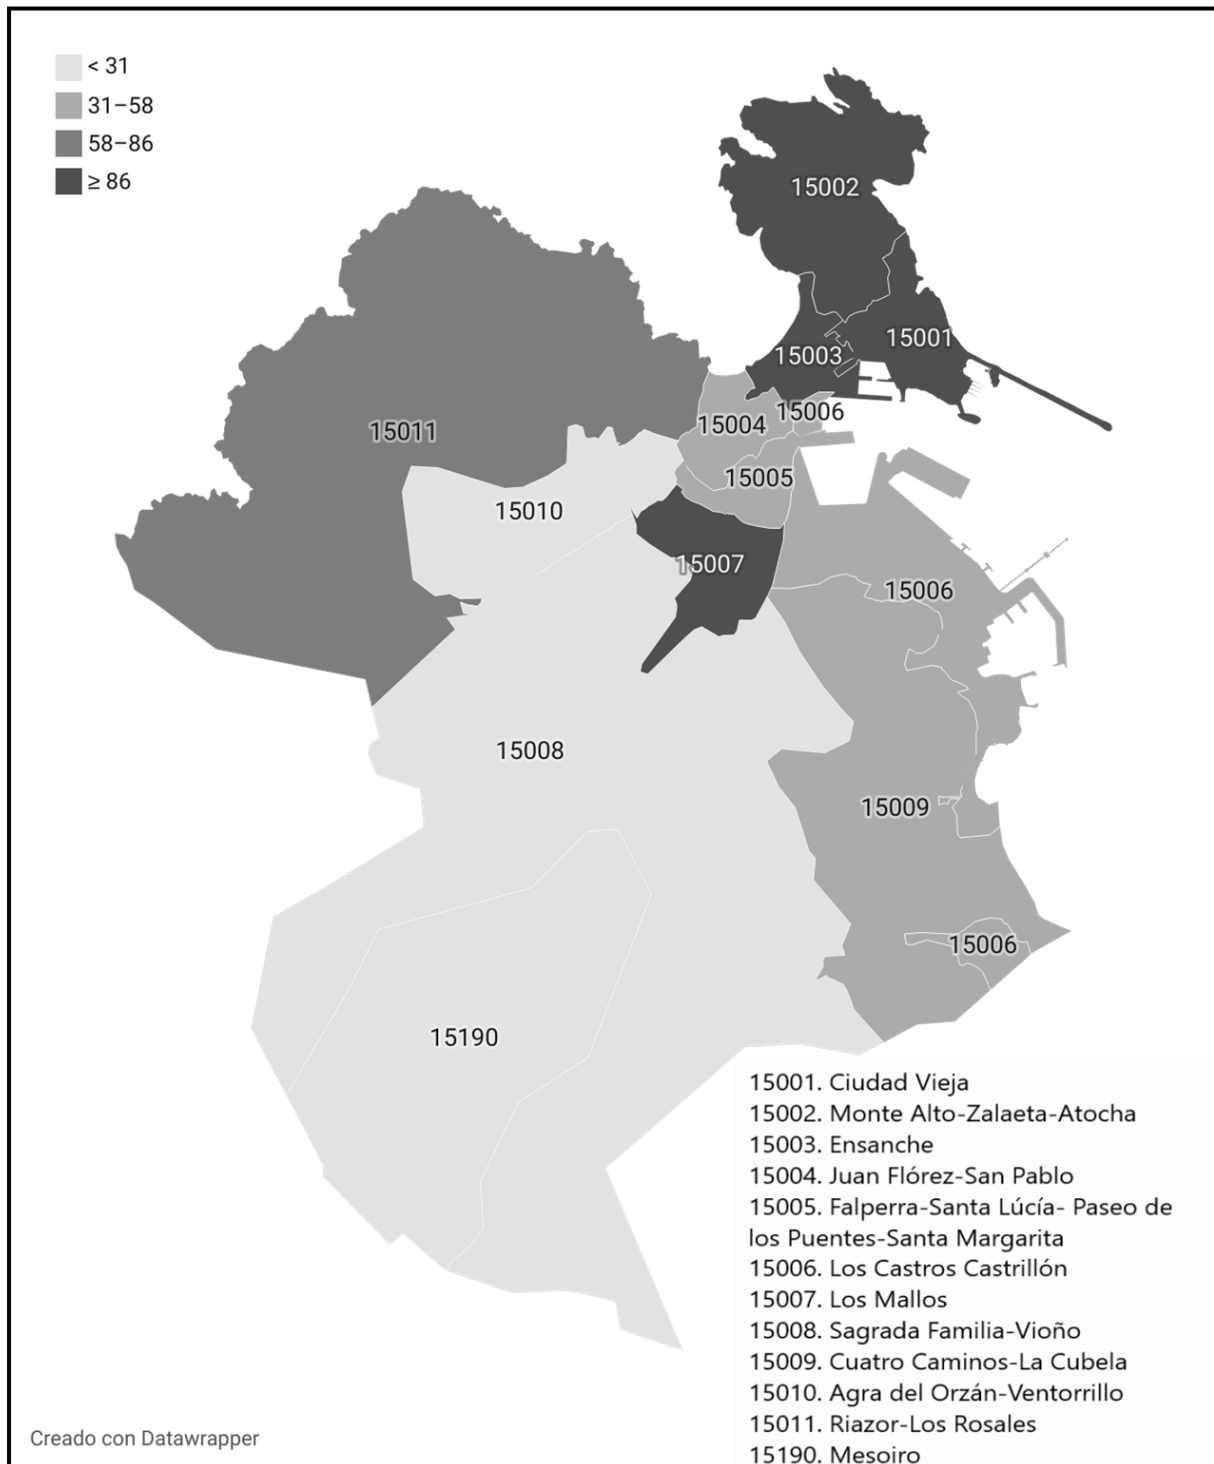 < 31
31–58
58–86
≥ 86
15002
15001
15003
15006
15004
15011
15005
15010
15007
15006
15008
15009
15006
15190
15001. Ciudad Vieja
15002. Monte Alto-Zalaeta-Atocha
15003. Ensanche
15004. Juan Flórez-San Pablo
15005. Falperra-Santa Lúcía- Paseo de
los Puentes-Santa Margarita
15006. Los Castros Castrillón
15007. Los Mallos
15008. Sagrada Familia-Vioño
15009. Cuatro Caminos-La Cubela
15010. Agra del Orzán-Ventorrillo
15011. Riazor-Los Rosales
15190. Mesoiro
Creado con Datawrapper